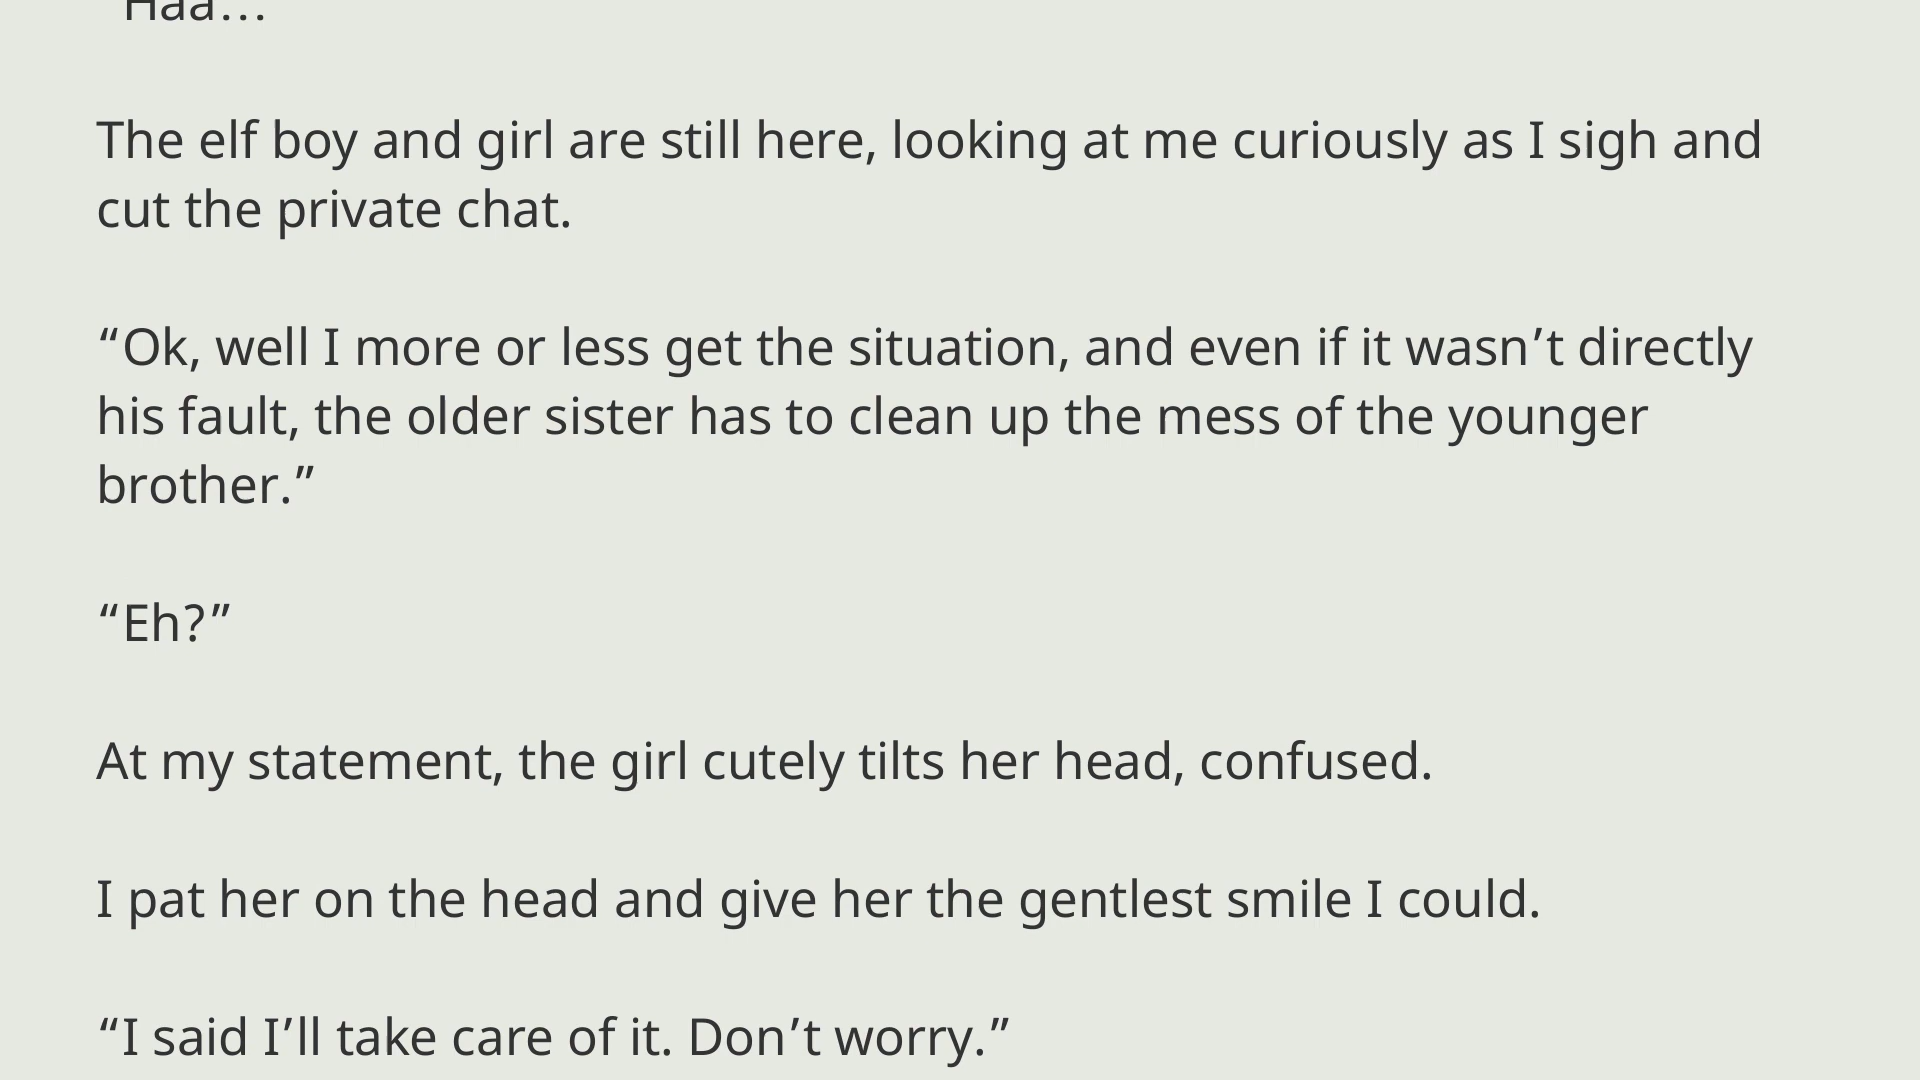 “Haa…
The elf boy and girl are still here, looking at me curiously as I sigh and
cut the private chat.
“Ok, well I more or less get the situation, and even if it wasn’t directly
his fault, the older sister has to clean up the mess of the younger
brother.”
“Eh?”
At my statement, the girl cutely tilts her head, confused.
I pat her on the head and give her the gentlest smile I could.
“I said I’ll take care of it. Don’t worry.”